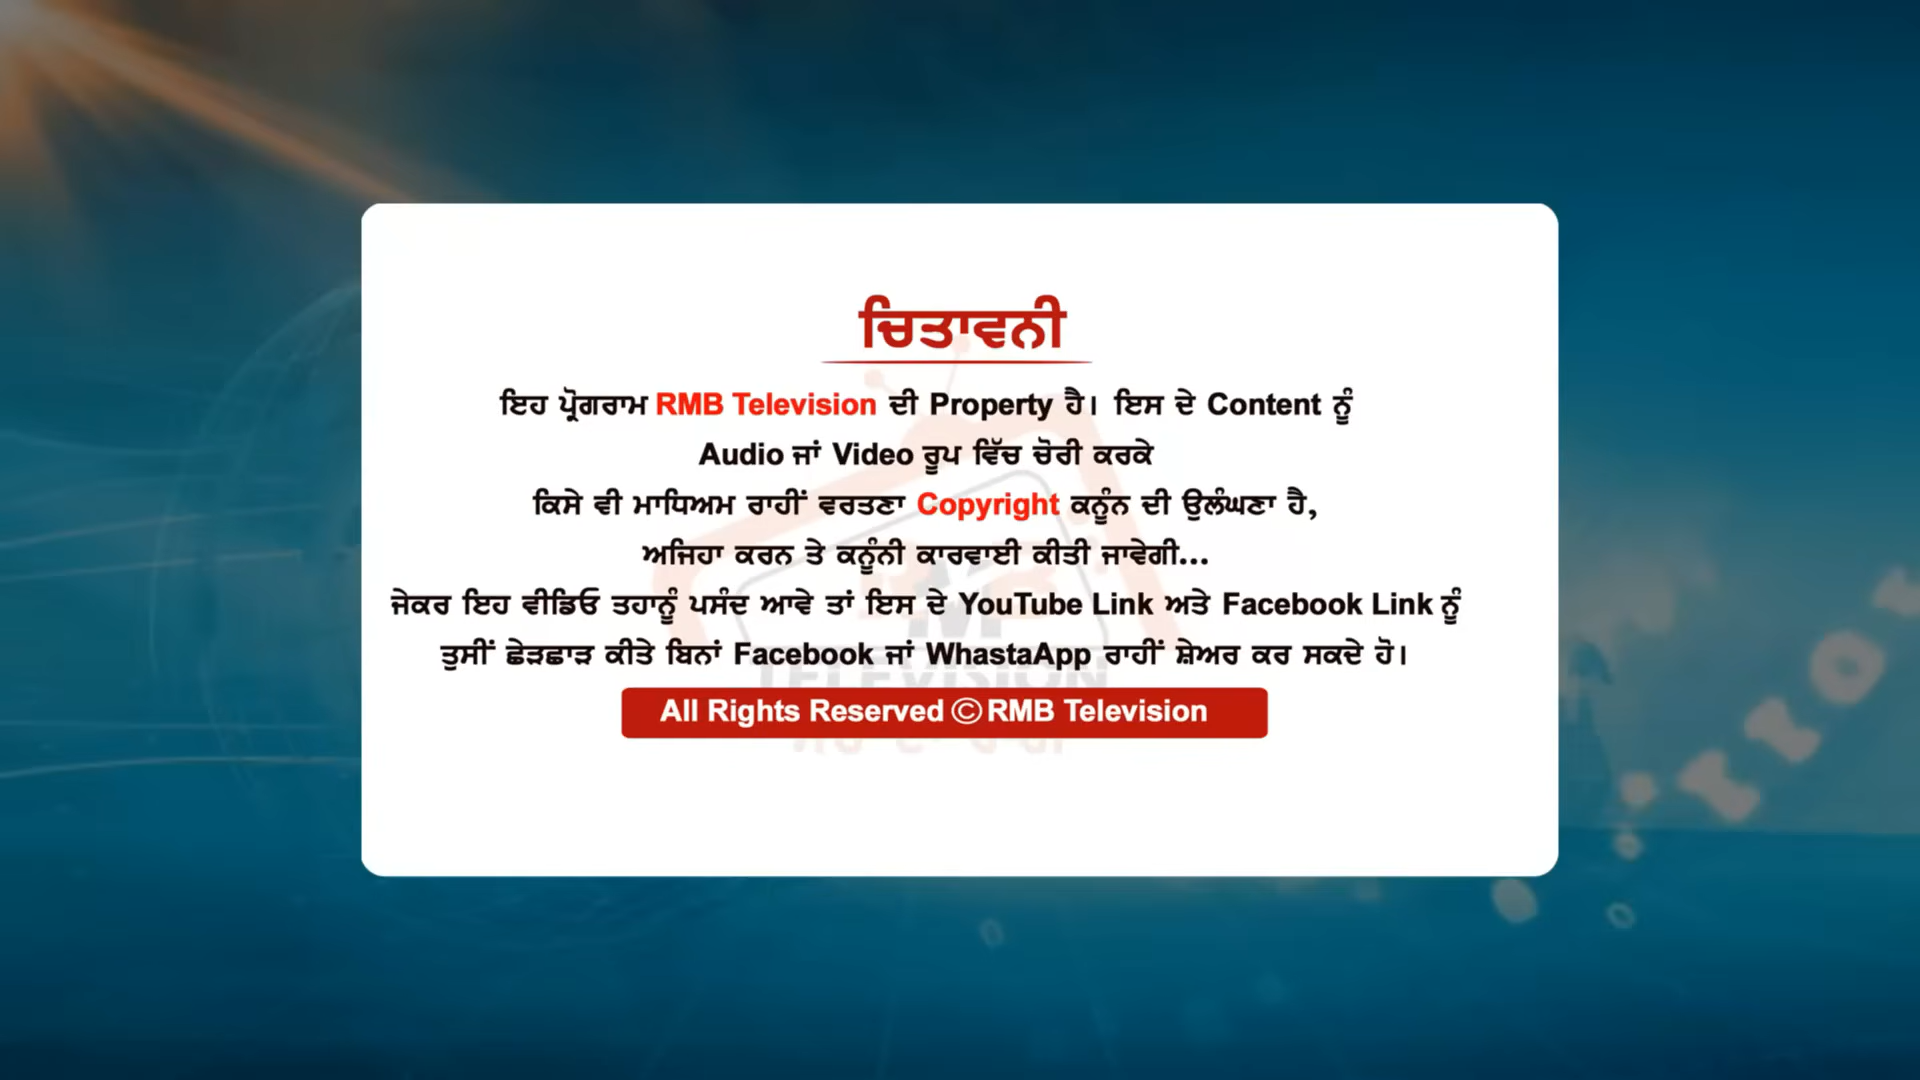 ਚਿਤਾਵਨੀ
ਇਹ ਪ੍ਰੋਗਰਾਮ RMB Television ਦੀ Property ਹੈ। ਇਸ ਦੇ Content ਨੂੰ
Audio ਜਾਂ Video ਰੂਪ ਵਿੱਚ ਚੋਰੀ ਕਰਕੇ
ਕਿਸੇ ਵੀ ਮਾਧਿਅਮ ਰਾਹੀਂ ਵਰਤਣਾ Copyright ਕਨੂੰਨ ਦੀ ਉਲੰਘਣਾ ਹੈ,
ਅਜਿਹਾ ਕਰਨ ਤੇ ਕਨੂੰਨੀ ਕਾਰਵਾਈ ਕੀਤੀ ਜਾਵੇਗੀ...
ਜੇਕਰ ਇਹ ਵੀਡਿਓ ਤਹਾਨੂੰ ਪਸੰਦ ਆਵੇ ਤਾਂ ਇਸ ਦੇ YouTube Link ਅਤੇ Facebook Link ਨੂੰ
ਤੁਸੀਂ ਛੇੜਛਾੜ ਕੀਤੇ ਬਿਨਾਂ Facebook ਜਾਂ WhastaApp ਰਾਹੀਂ ਸ਼ੇਅਰ ਕਰ ਸਕਦੇ ਹੋ।
TELEVISION
All Rights Reserved © RMB Television